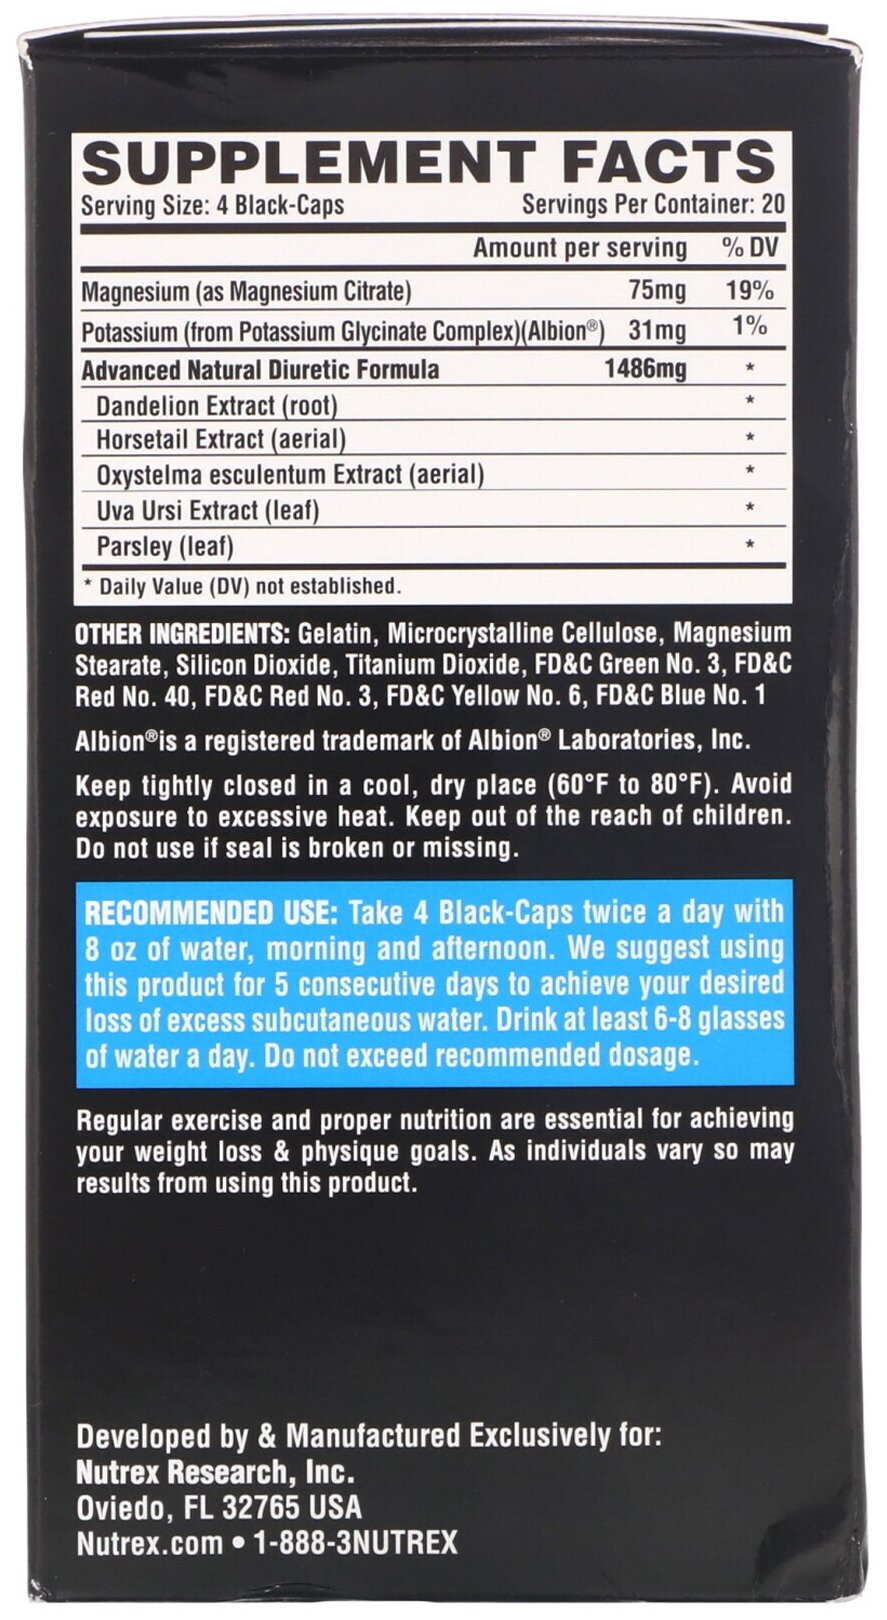 SUPPLEMENT FACTS
Serving Size: 4 Black-Caps Servings Per Container: 20
Amount per serving % DV
Magnesium (as Magnesium Citrate) 75mg 19%
Potassium (from Potassium Glycinate Complex)(Albion®) 31mg 1%
Advanced Natural Diuretic Formula 1486mg *
Dandelion Extract (root) *
Horsetail Extract (aerial) *
Oxystelma esculentum Extract (aerial) *
Uva Ursi Extract (leaf) *
Parsley (leaf) *
* Daily Value (DV) not established.
OTHER INGREDIENTS: Gelatin, Microcrystalline Cellulose, Magnesium
Stearate, Silicon Dioxide, Titanium Dioxide, FD&C Green No. 3, FD&C
Red No. 40, FD&C Red No. 3, FD&C Yellow No. 6, FD&C Blue No. 1
Albion®is a registered trademark of Albion® Laboratories, Inc.
Keep tightly closed in a cool, dry place (60°F to 80°F). Avoid
exposure to excessive heat. Keep out of the reach of children.
Do not use if seal is broken or missing.
RECOMMENDED USE: Take 4 Black-Caps twice a day with
8 oz of water, morning and afternoon. We suggest using
this product for 5 consecutive days to achieve your desired
loss of excess subcutaneous water. Drink at least 6-8 glasses
of water a day. Do not exceed recommended dosage.
Regular exercise and proper nutrition are essential for achieving
your weight loss & physique goals. As individuals vary so may
results from using this product.
Developed by & Manufactured Exclusively for:
Nutrex Research, Inc.
Oviedo, FL 32765 USA
Nutrex.com • 1-888-3NUTREX